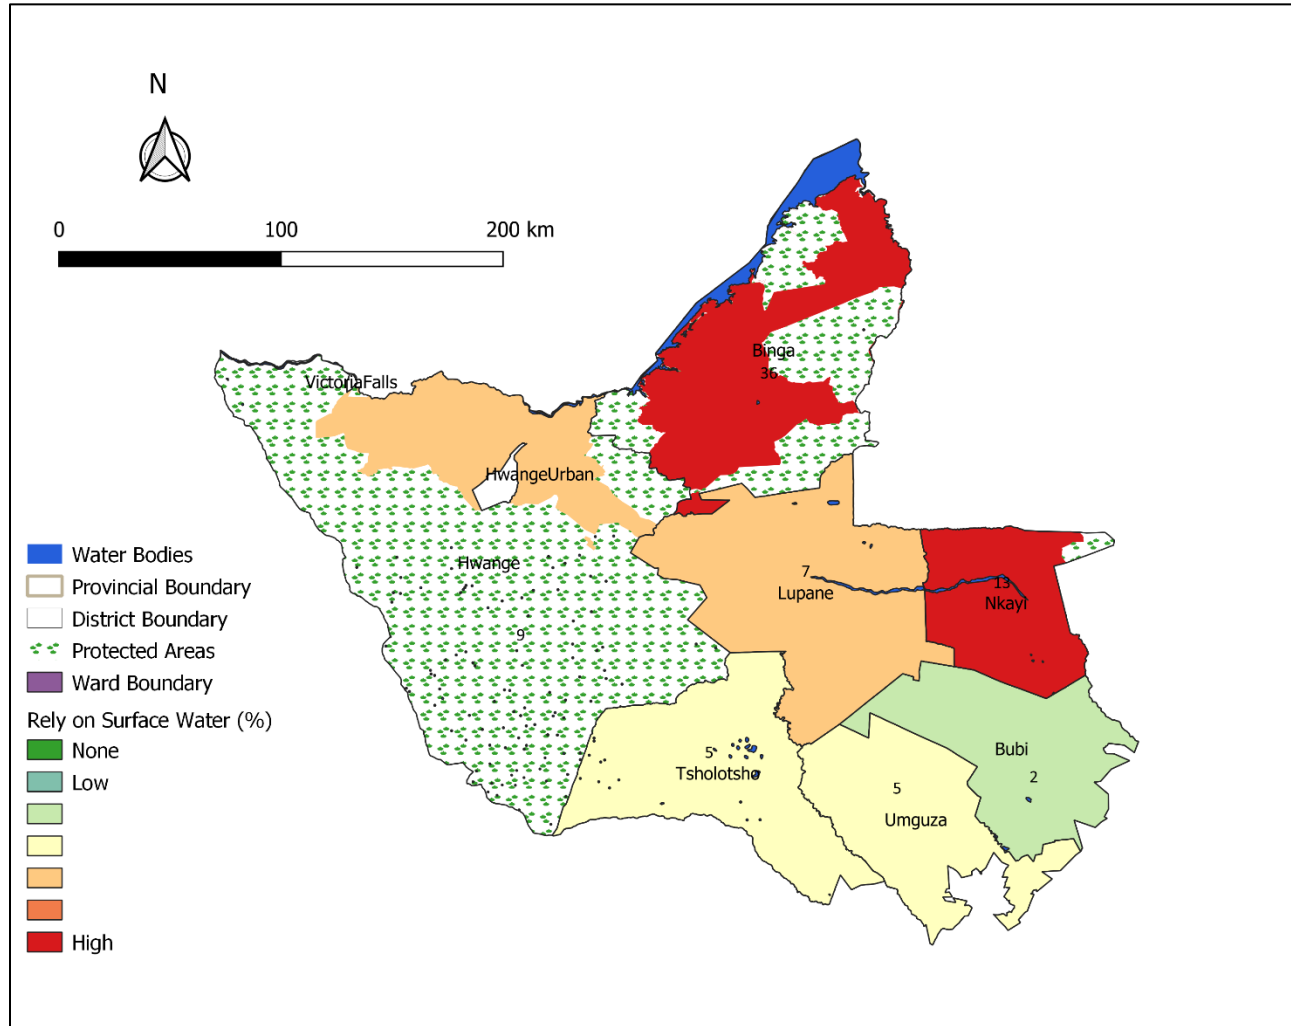 N
0 100 200 km
Binga
36
VictoriaFalls
HwangeUrban
Hwange
9
7
Lupane
13
Nkayi
5
Tsholotsho
5
Umguza
Bubi
2
Water Bodies
Provincial Boundary
District Boundary
Protected Areas
Ward Boundary
Rely on Surface Water (%)
None
Low
High